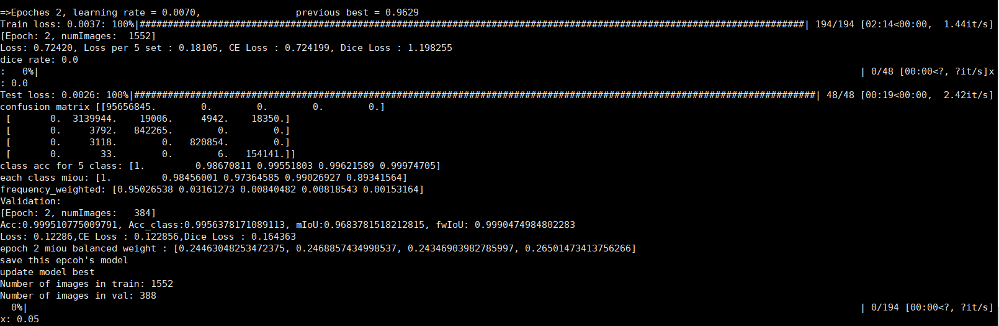 =>Epoches 2, learning rate = 0.0070,                 previous best = 0.9629
Train loss: 0.0037: 100%|#######################################################################################################################| 194/194 [02:14<00:00,  1.44it/s]
[Epoch: 2, numImages:  1552]
Loss: 0.72420, Loss per 5 set : 0.18105, CE Loss : 0.724199, Dice Loss : 1.198255
dice rate: 0.0
:   0%|                                                                                                                                                   | 0/48 [00:00<?, ?it/s]x
: 0.0
Test loss: 0.0026: 100%|##########################################################################################################################| 48/48 [00:19<00:00,  2.42it/s]
confusion matrix [[95656845.        0.        0.        0.        0.]
 [       0.  3139944.    19006.     4942.    18350.]
 [       0.     3792.   842265.        0.        0.]
 [       0.     3118.        0.   820854.        0.]
 [       0.       33.        0.        6.   154141.]]
class acc for 5 class: [1.         0.98670811 0.99551803 0.99621589 0.99974705]
each class miou: [1.         0.98456001 0.97364585 0.99026927 0.89341564]
frequency_weighted: [0.95026538 0.03161273 0.00840482 0.00818543 0.00153164]
Validation:
[Epoch: 2, numImages:   384]
Acc:0.999510775009791, Acc_class:0.9956378171089113, mIoU:0.9683781518212815, fwIoU: 0.9990474984802283
Loss: 0.12286,CE Loss : 0.122856,Dice Loss : 0.164363
epoch 2 miou balanced weight : [0.24463048253472375, 0.2468857434998537, 0.24346903982785997, 0.26501473413756266]
save this epcoh's model
update model best
Number of images in train: 1552
Number of images in val: 388
  0%|                                                                                                                                                     | 0/194 [00:00<?, ?it/s]
x: 0.05